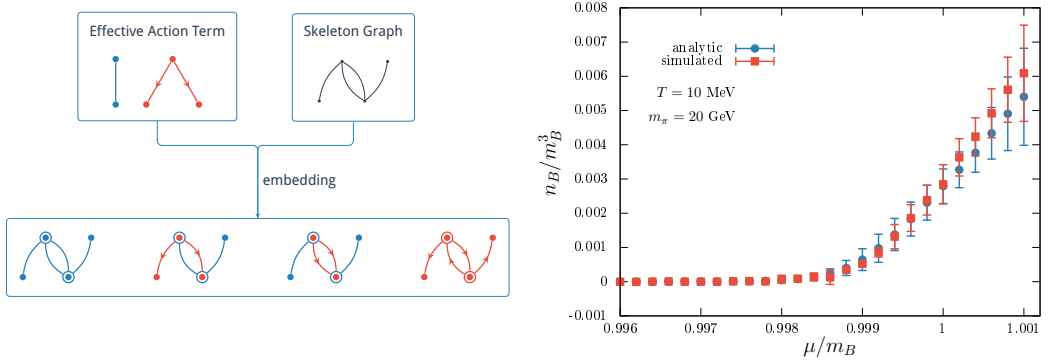 Effective Action Term
Skeleton Graph
embedding
0.008
0.007
0.006
0.005
0.004
0.003
0.002
0.001
0
-0.001
n_B/m_B^3
analytic
simulated
T = 10 MeV
m_π = 20 GeV
0.996
0.997
0.998
0.999
1
1.001
μ/m_B